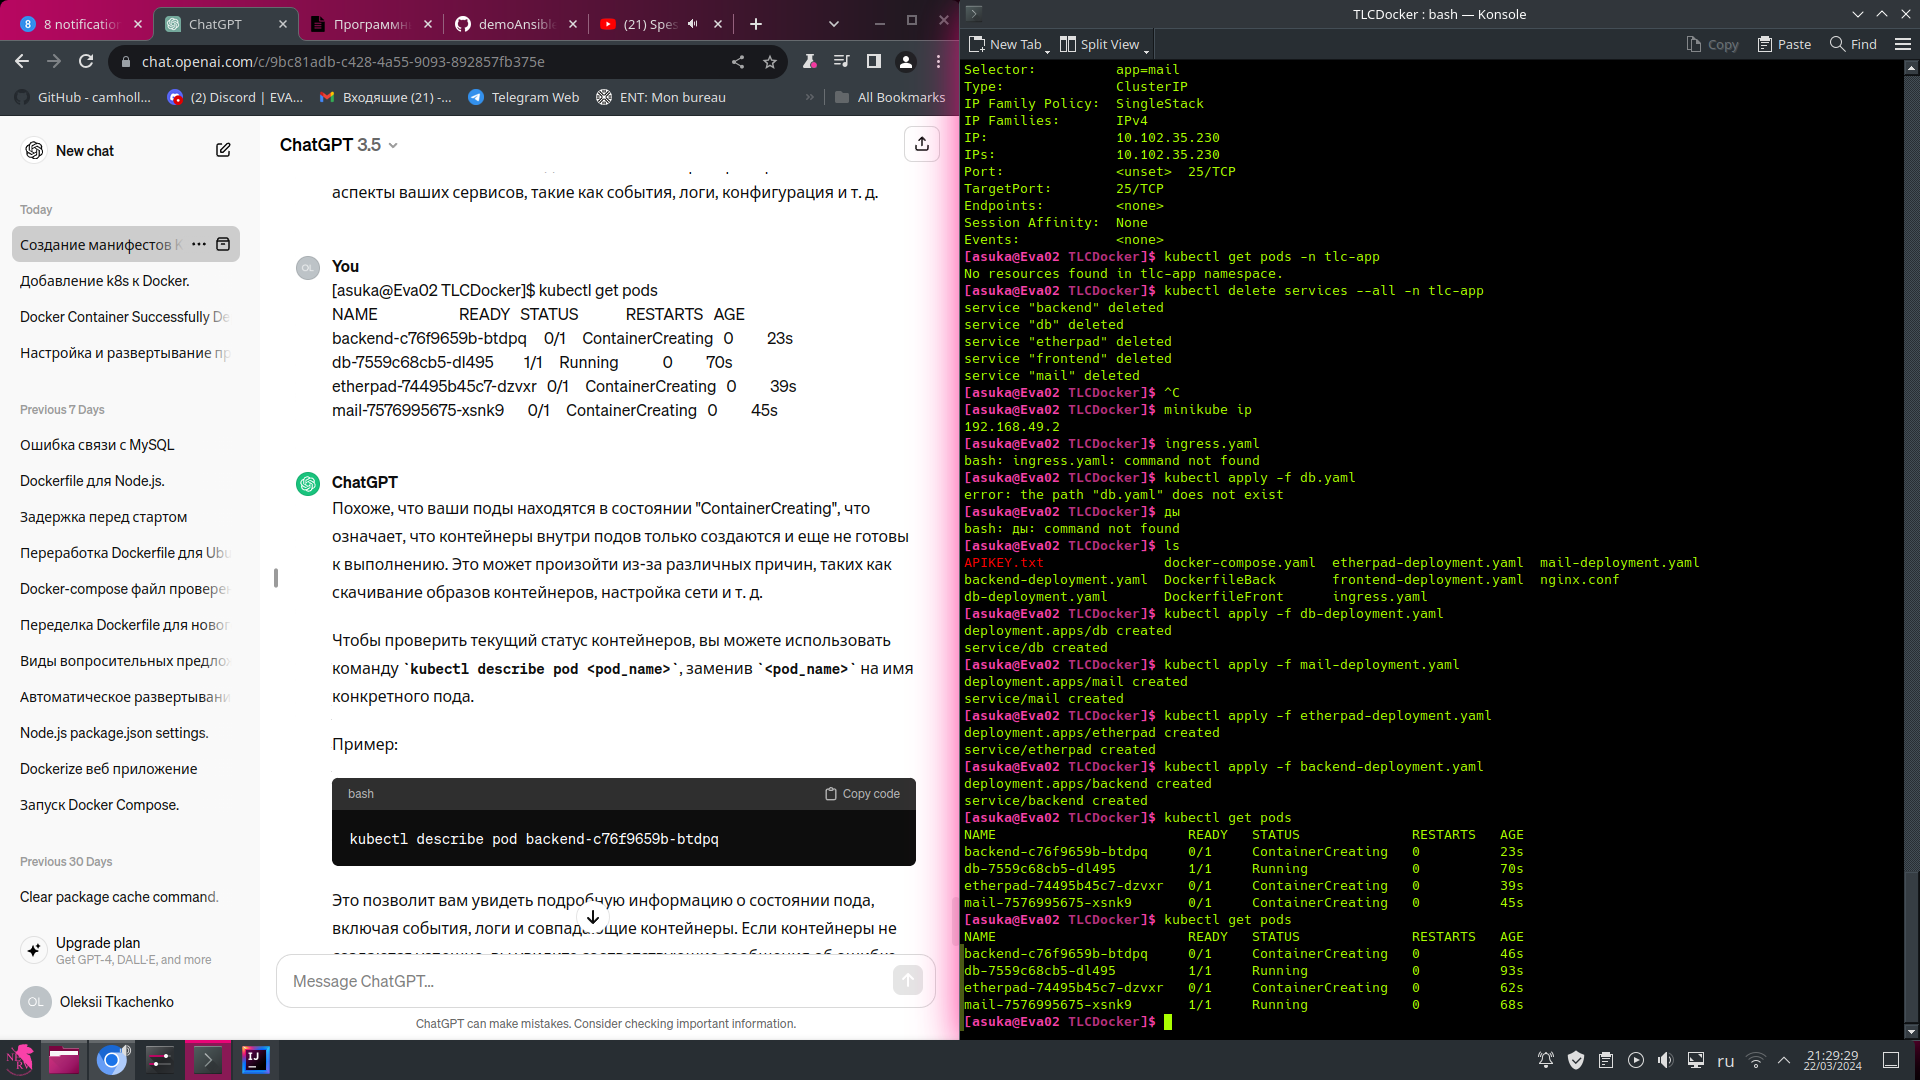 8 notification
ChatGPT
Программн
demoAnsible
(21) Spes
chat.openai.com/c/9bc81adb-c428-4a55-9093-892857fb375e
GitHub - camholl...
(2) Discord | EVA...
Входящие (21) -...
Telegram Web
ENT: Mon bureau
»
All Bookmarks
New chat
Today
Создание манифестов K
Добавление k8s к Docker.
Docker Container Successfully De
Настройка и развертывание пр
Previous 7 Days
Ошибка связи с MySQL
Dockerfile для Node.js.
Задержка перед стартом
Переработка Dockerfile для Ubu
Docker-compose файл проверен
Переделка Dockerfile для новог
Виды вопросительных предлож
Автоматическое развертывани
Node.js package.json settings.
Dockerize веб приложение
Запуск Docker Compose.
Previous 30 Days
Clear package cache command.
Upgrade plan
Get GPT-4, DALL·E, and more
OL
Oleksii Tkachenko
ChatGPT 3.5
аспекты ваших сервисов, такие как события, логи, конфигурация и т. д.
OL
You
[asuka@Eva02 TLCDocker]$ kubectl get pods
NAME READY STATUS RESTARTS AGE
backend-c76f9659b-btdpq 0/1 ContainerCreating 0 23s
db-7559c68cb5-dl495 1/1 Running 0 70s
etherpad-74495b45c7-dzvxr 0/1 ContainerCreating 0 39s
mail-7576995675-xsnk9 0/1 ContainerCreating 0 45s
ChatGPT
Похоже, что ваши поды находятся в состоянии "ContainerCreating", что
означает, что контейнеры внутри подов только создаются и еще не готовы
к выполнению. Это может произойти из-за различных причин, таких как
скачивание образов контейнеров, настройка сети и т. д.
Чтобы проверить текущий статус контейнеров, вы можете использовать
команду `kubectl describe pod <pod_name>`, заменив `<pod_name>` на имя
конкретного пода.
Пример:
bash
Copy code
kubectl describe pod backend-c76f9659b-btdpq
Это позволит вам увидеть подробную информацию о состоянии пода,
включая события, логи и совпадающие контейнеры. Если контейнеры не
Message ChatGPT...
ChatGPT can make mistakes. Consider checking important information.
TLCDocker : bash — Konsole
New Tab
Split View
Copy
Paste
Find
Selector: app=mail
Type: ClusterIP
IP Family Policy: SingleStack
IP Families: IPv4
IP: 10.102.35.230
IPs: 10.102.35.230
Port: <unset> 25/TCP
TargetPort: 25/TCP
Endpoints: <none>
Session Affinity: None
Events: <none>
[asuka@Eva02 TLCDocker]$ kubectl get pods -n tlc-app
No resources found in tlc-app namespace.
[asuka@Eva02 TLCDocker]$ kubectl delete services --all -n tlc-app
service "backend" deleted
service "db" deleted
service "etherpad" deleted
service "frontend" deleted
service "mail" deleted
[asuka@Eva02 TLCDocker]$ ^C
[asuka@Eva02 TLCDocker]$ minikube ip
192.168.49.2
[asuka@Eva02 TLCDocker]$ ingress.yaml
bash: ingress.yaml: command not found
[asuka@Eva02 TLCDocker]$ kubectl apply -f db.yaml
error: the path "db.yaml" does not exist
[asuka@Eva02 TLCDocker]$ ды
bash: ды: command not found
[asuka@Eva02 TLCDocker]$ ls
APIKEY.txt docker-compose.yaml etherpad-deployment.yaml mail-deployment.yaml
backend-deployment.yaml DockerfileBack frontend-deployment.yaml nginx.conf
db-deployment.yaml DockerfileFront ingress.yaml
[asuka@Eva02 TLCDocker]$ kubectl apply -f db-deployment.yaml
deployment.apps/db created
service/db created
[asuka@Eva02 TLCDocker]$ kubectl apply -f mail-deployment.yaml
deployment.apps/mail created
service/mail created
[asuka@Eva02 TLCDocker]$ kubectl apply -f etherpad-deployment.yaml
deployment.apps/etherpad created
service/etherpad created
[asuka@Eva02 TLCDocker]$ kubectl apply -f backend-deployment.yaml
deployment.apps/backend created
service/backend created
[asuka@Eva02 TLCDocker]$ kubectl get pods
NAME READY STATUS RESTARTS AGE
backend-c76f9659b-btdpq 0/1 ContainerCreating 0 23s
db-7559c68cb5-dl495 1/1 Running 0 70s
etherpad-74495b45c7-dzvxr 0/1 ContainerCreating 0 39s
mail-7576995675-xsnk9 0/1 ContainerCreating 0 45s
[asuka@Eva02 TLCDocker]$ kubectl get pods
NAME READY STATUS RESTARTS AGE
backend-c76f9659b-btdpq 0/1 ContainerCreating 0 46s
db-7559c68cb5-dl495 1/1 Running 0 93s
etherpad-74495b45c7-dzvxr 0/1 ContainerCreating 0 62s
mail-7576995675-xsnk9 1/1 Running 0 68s
[asuka@Eva02 TLCDocker]$
IJ
ru
21:29:29
22/03/2024